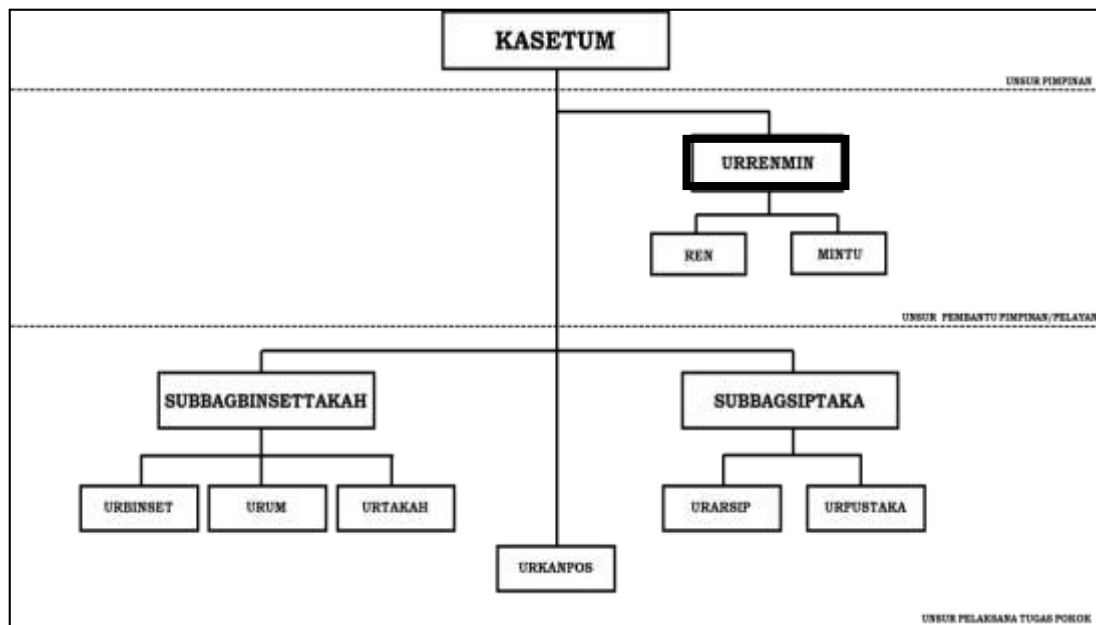 KASETUM
UNSUR PIMPINAN
URRENMIN
REN
MINTU
UNSUR PEMBANTU PIMPINAN/PELAYAN
SUBBAGBINSETTAKAH
SUBBAGSIPTAKA
URBINSET
URUM
URTAKAH
URARSIP
URPUSTAKA
URKANPOS
UNSUR PELAKSANA TUGAS POKOK